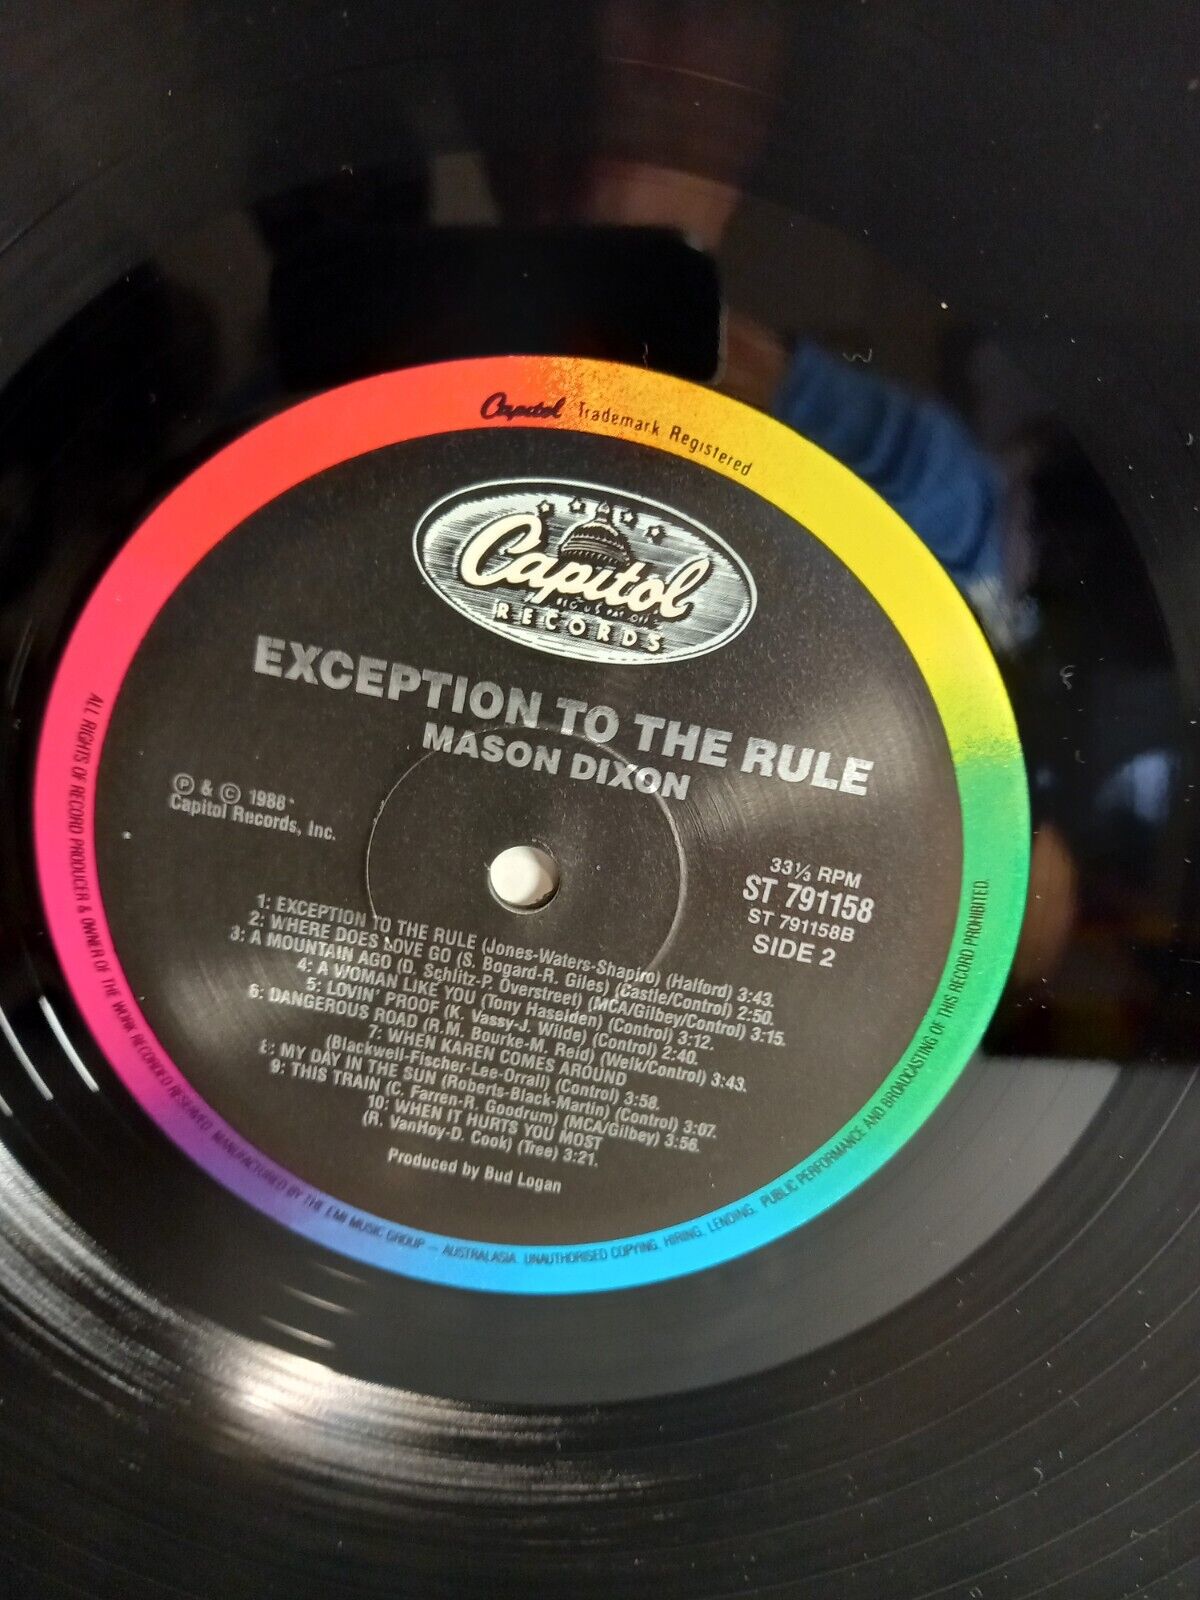 Capitol Trademark Registered
Capitol
RECORDS
EXCEPTION TO THE RULE
MASON DIXON
Ⓟ & © 1988
Capitol Records, Inc.
33⅓ RPM
ST 791158
ST 791158B
SIDE 2
1: EXCEPTION TO THE RULE (Jones-Waters-Shapiro) (Halford) 3:43.
2: WHERE DOES LOVE GO (S. Bogard-R. Giles) (Castle/Control) 2:50.
3: A MOUNTAIN AGO (D. Schlitz-P. Overstreet) (MCA/Gilbey/Control) 3:15.
4: A WOMAN LIKE YOU (Tony Haselden) (Control) 3:12.
5: LOVIN' PROOF (K. Vassy-J. Wilde) (Control) 2:40.
6: DANGEROUS ROAD (R.M. Bourke-M. Reid) (Welk/Control) 3:43.
7: WHEN KAREN COMES AROUND
(Blackwell-Fischer-Lee-Orrall) (Control) 3:58.
8: MY DAY IN THE SUN (Roberts-Black-Martin) (Control) 3:07.
9: THIS TRAIN (C. Farren-R. Goodrum) (MCA/Gilbey) 3:56.
10: WHEN IT HURTS YOU MOST
(R. VanHoy-D. Cook) (Tree) 3:21.
Produced by Bud Logan
ALL RIGHTS OF RECORD PRODUCER & OWNER OF THE WORK RECORDED RESERVED. MANUFACTURED BY THE EMI MUSIC GROUP — AUSTRALASIA. UNAUTHORISED COPYING, HIRING, LENDING, PUBLIC PERFORMANCE AND BROADCASTING OF THIS RECORD PROHIBITED.